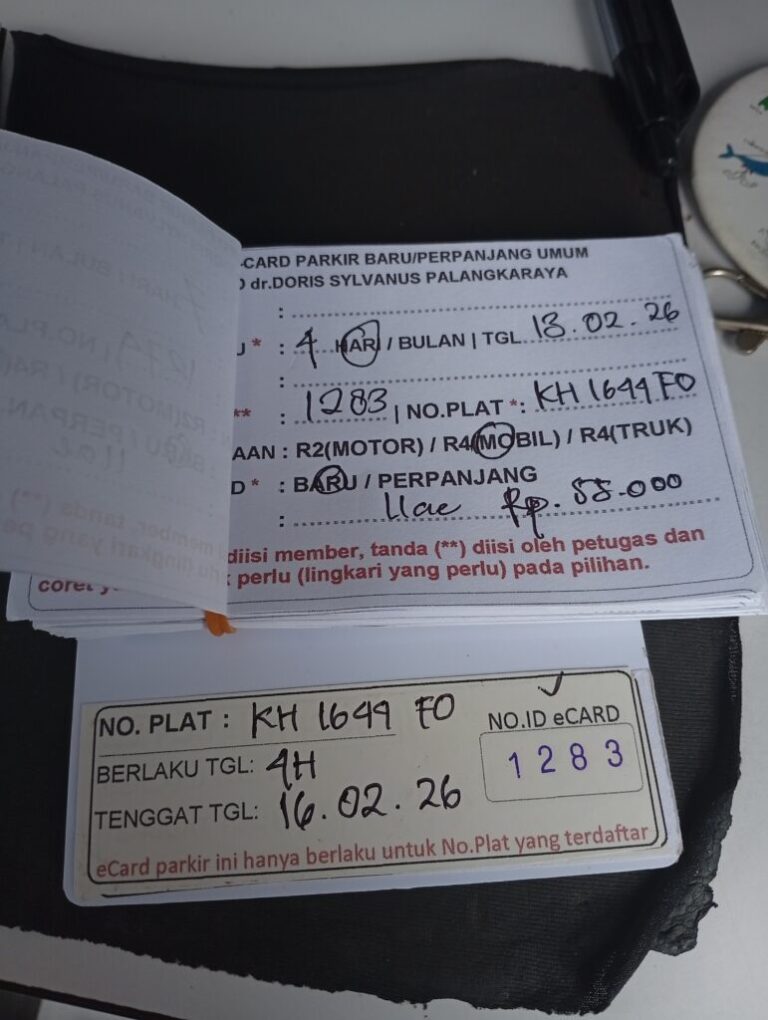 -CARD PARKIR BARU/PERPANJANG UMUM
dr.DORIS SYLVANUS PALANGKARAYA
: 
U * : 4 HARI / BULAN | TGL 13.02.26
:
** : 1283 | NO.PLAT *: KH 1649 FO
AAN : R2(MOTOR) / R4(MOBIL) / R4(TRUK)
D * : BARU / PERPANJANG
: Rp. 55.000
diisi member, tanda (**) diisi oleh petugas dan
coret perlu (lingkari yang perlu) pada pilihan.
NO. PLAT : KH 1649 FO
NO.ID eCARD
BERLAKU TGL: 4H
1283
TENGGAT TGL: 16.02.26
eCard parkir ini hanya berlaku untuk No.Plat yang terdaftar